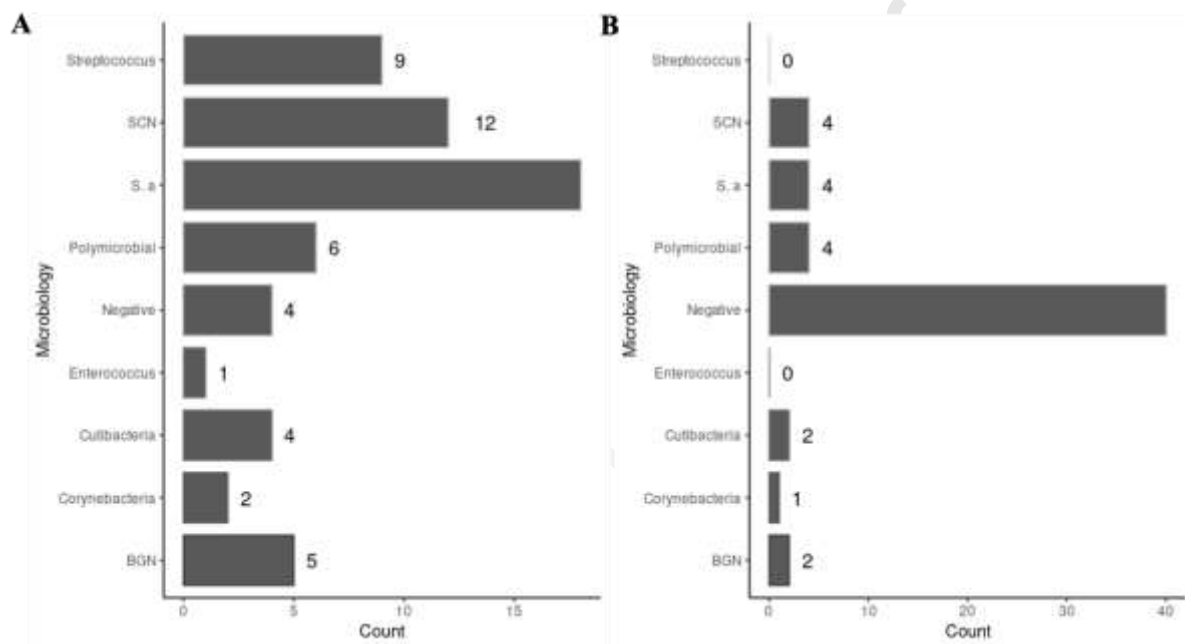 A
Microbiology
Streptococcus 9
SCN 12
S. a
Polymicrobial 6
Negative 4
Enterococcus 1
Cutibacteria 4
Corynebacteria 2
BGN 5
0 5 10 15
Count
B
Microbiology
Streptococcus 0
SCN 4
S. a 4
Polymicrobial 4
Negative
Enterococcus 0
Cutibacteria 2
Corynebacteria 1
BGN 2
0 10 20 30 40
Count